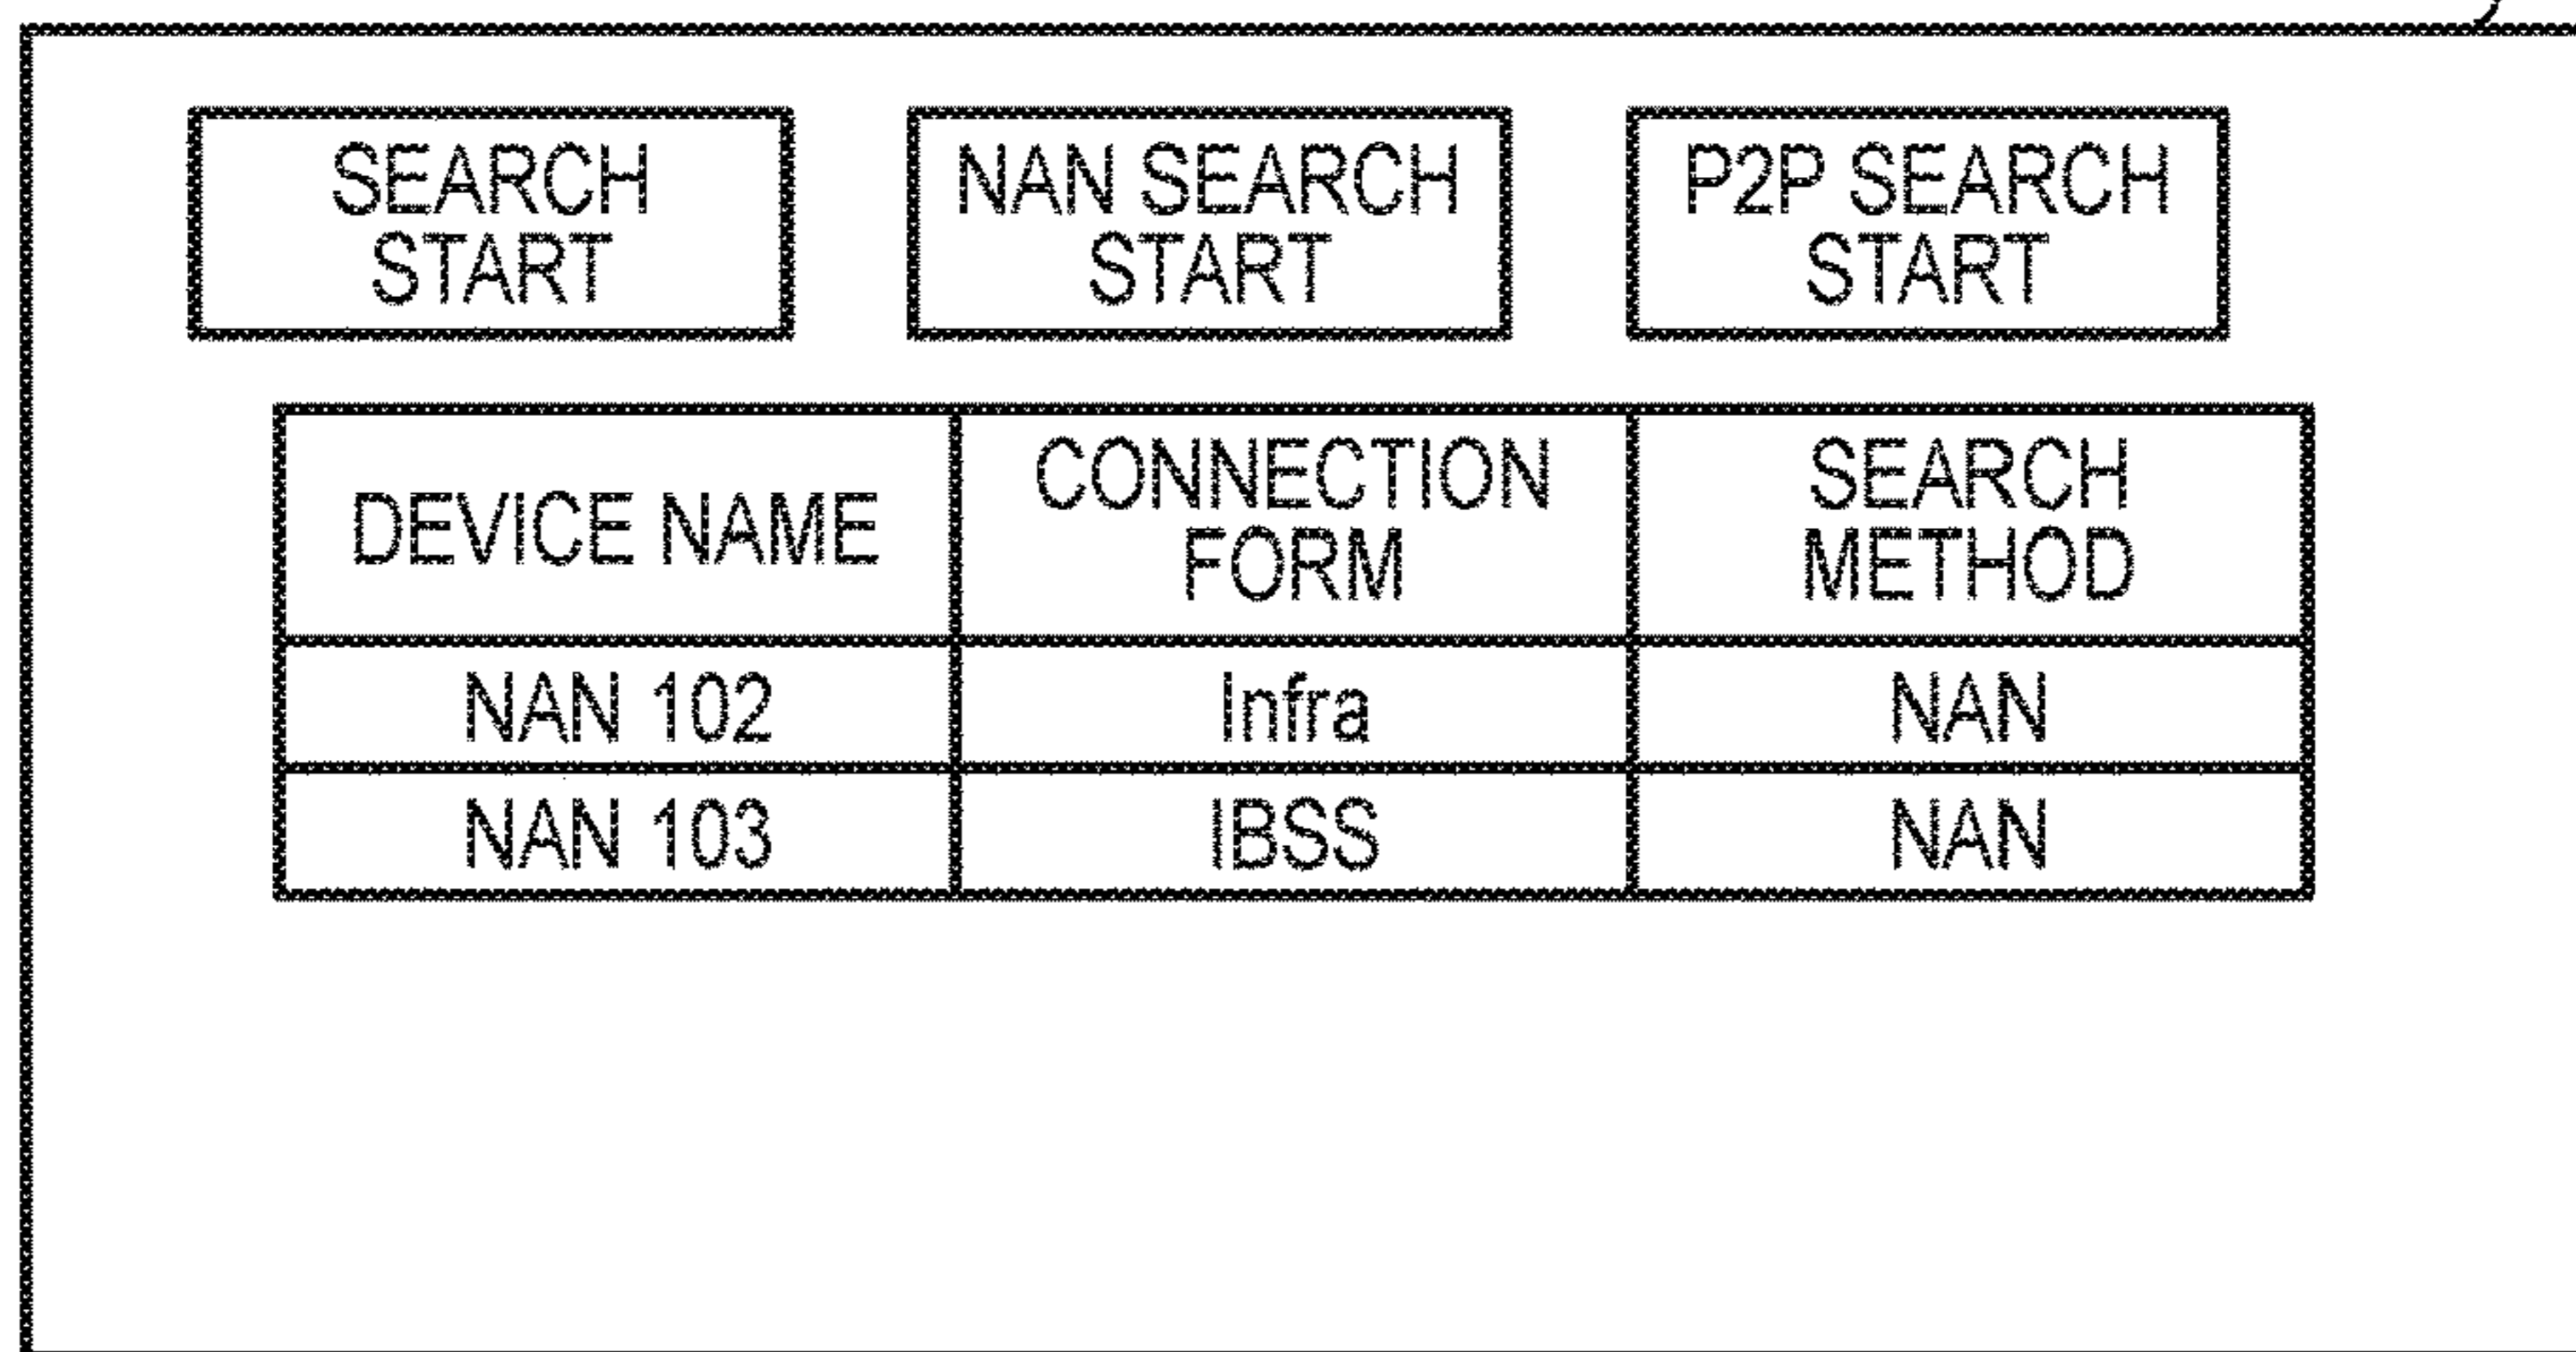 SEARCH
START
NAN SEARCH
START
P2P SEARCH
START
DEVICE NAME
CONNECTION
FORM
SEARCH
METHOD
NAN 102
Infra
NAN
NAN 103
IBSS
NAN